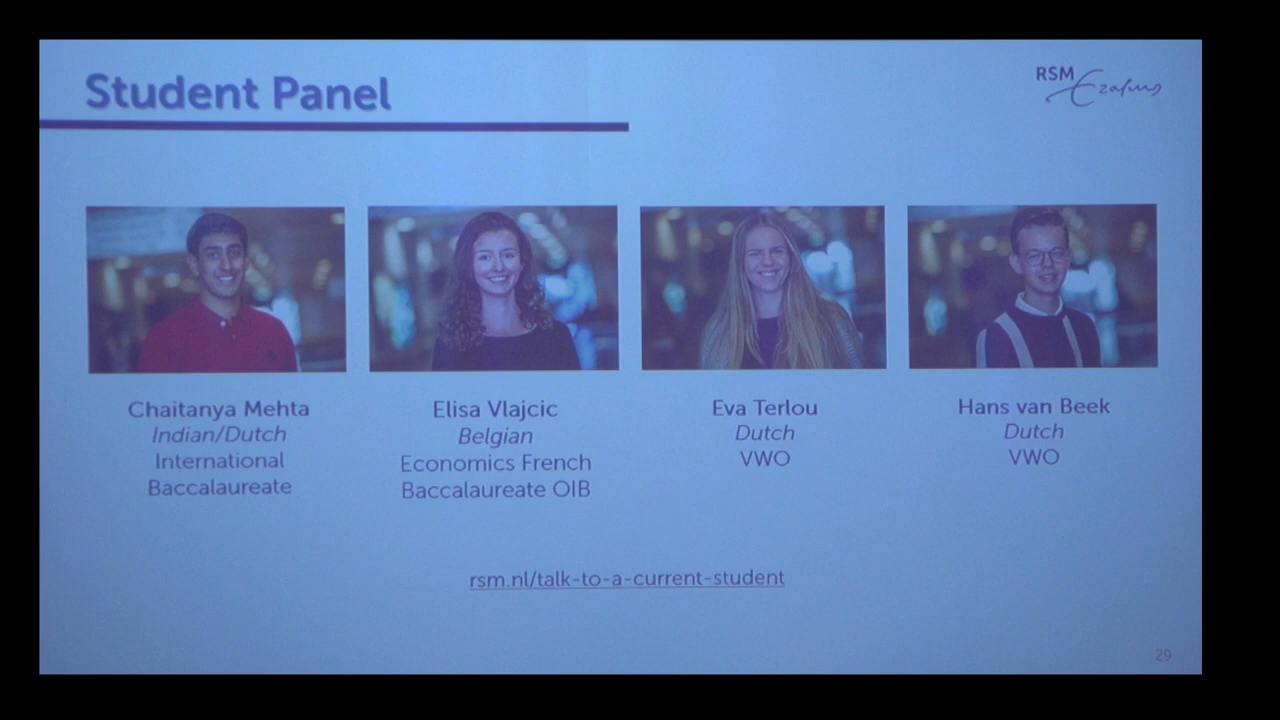 Student Panel
RSM
Erasmus
Chaitanya Mehta
Indian/Dutch
International
Baccalaureate
Elisa Vlajcic
Belgian
Economics French
Baccalaureate OIB
Eva Terlou
Dutch
VWO
Hans van Beek
Dutch
VWO
rsm.nl/talk-to-a-current-student
29